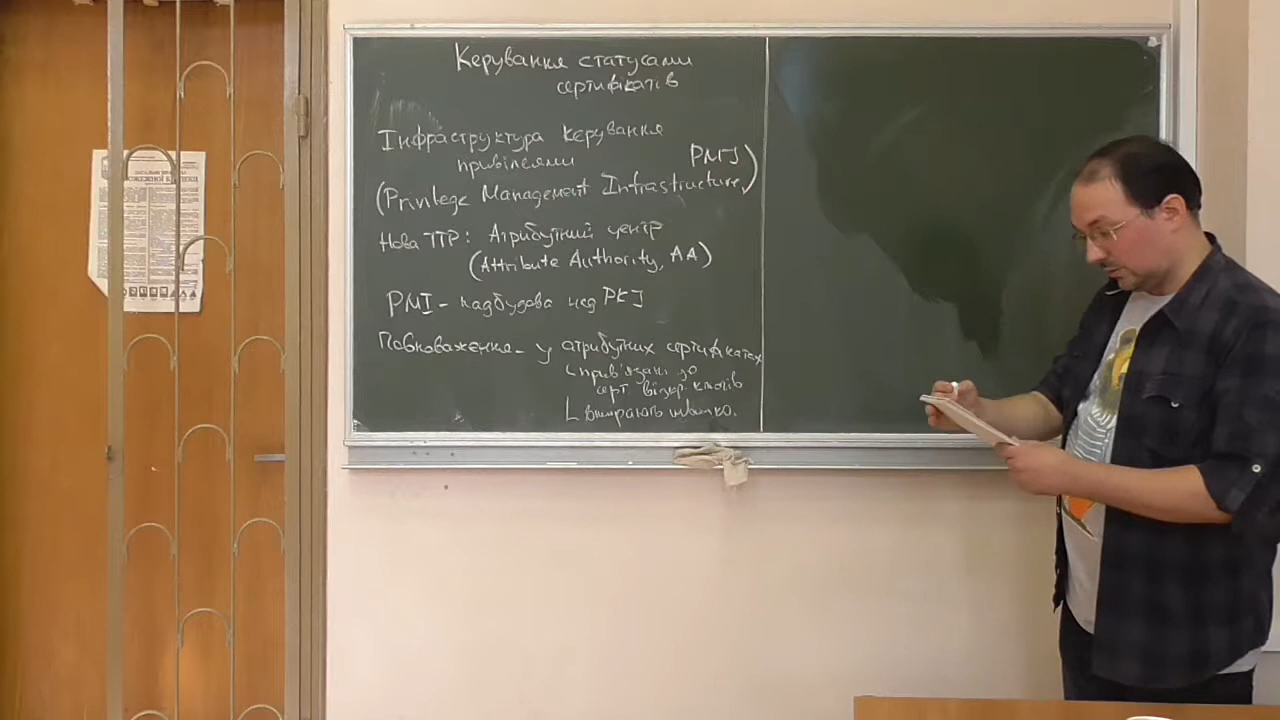 Керування статусами
сертифікатів
Інфраструктура керування
привілеями
(Privilege Management Infrastructure, PMI)
Нова ТТР: Атрибутний центр
(Attribute Authority, AA)
PMI - надбудова над PKI
Повноваження - у атрибутних сертифікатах
прив'язані до
серт. відкр. ключів
вмирають швидко.